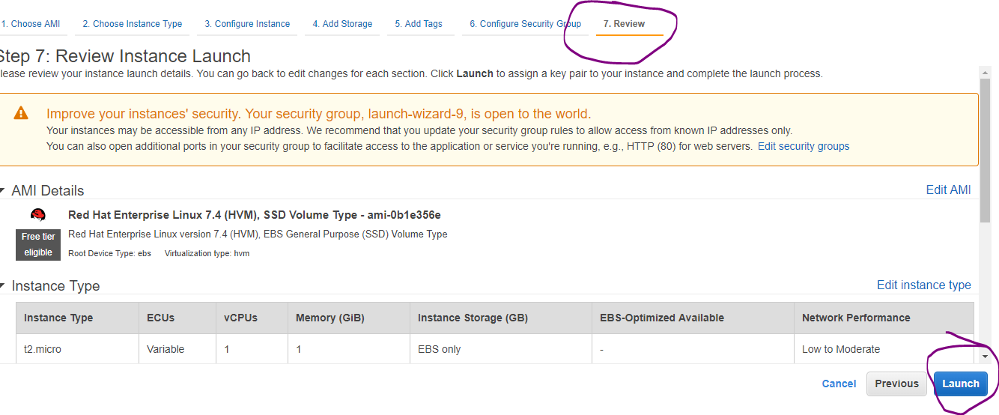 1. Choose AMI 2. Choose Instance Type 3. Configure Instance 4. Add Storage 5. Add Tags 6. Configure Security Group 7. Review
Step 7: Review Instance Launch
lease review your instance launch details. You can go back to edit changes for each section. Click Launch to assign a key pair to your instance and complete the launch process.
Improve your instances' security. Your security group, launch-wizard-9, is open to the world.
Your instances may be accessible from any IP address. We recommend that you update your security group rules to allow access from known IP addresses only.
You can also open additional ports in your security group to facilitate access to the application or service you're running, e.g., HTTP (80) for web servers. Edit security groups
AMI Details Edit AMI
Red Hat Enterprise Linux 7.4 (HVM), SSD Volume Type - ami-0b1e356e
Free tier eligible
Red Hat Enterprise Linux version 7.4 (HVM), EBS General Purpose (SSD) Volume Type
Root Device Type: ebs Virtualization type: hvm
Instance Type Edit instance type
Instance Type ECUs vCPUs Memory (GiB) Instance Storage (GB) EBS-Optimized Available Network Performance
t2.micro Variable 1 1 EBS only - Low to Moderate
Cancel Previous Launch